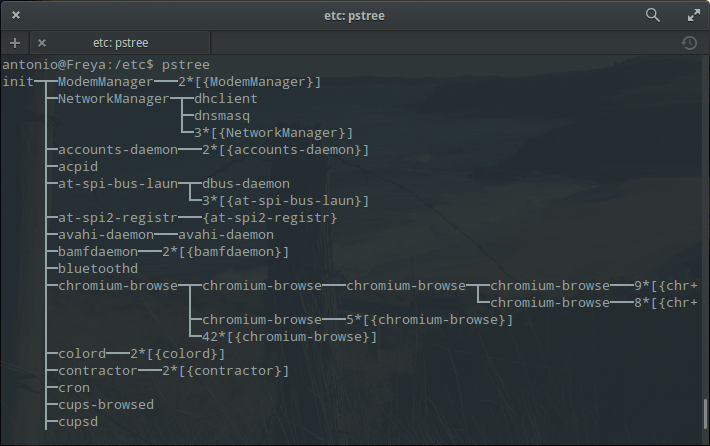 etc: pstree
etc: pstree
antonio@Freya:/etc$ pstree
init─┬─ModemManager───2*[{ModemManager}]
     ├─NetworkManager─┬─dhclient
     │                ├─dnsmasq
     │                └─3*[{NetworkManager}]
     ├─accounts-daemon───2*[{accounts-daemon}]
     ├─acpid
     ├─at-spi-bus-laun─┬─dbus-daemon
     │                 └─3*[{at-spi-bus-laun}]
     ├─at-spi2-registr───{at-spi2-registr}
     ├─avahi-daemon───avahi-daemon
     ├─bamfdaemon───2*[{bamfdaemon}]
     ├─bluetoothd
     ├─chromium-browse─┬─chromium-browse───chromium-browse─┬─chromium-browse───9*[{chr+
     │                 │                                   └─chromium-browse───8*[{chr+
     │                 ├─chromium-browse───5*[{chromium-browse}]
     │                 └─42*[{chromium-browse}]
     ├─colord───2*[{colord}]
     ├─contractor───2*[{contractor}]
     ├─cron
     ├─cups-browsed
     ├─cupsd